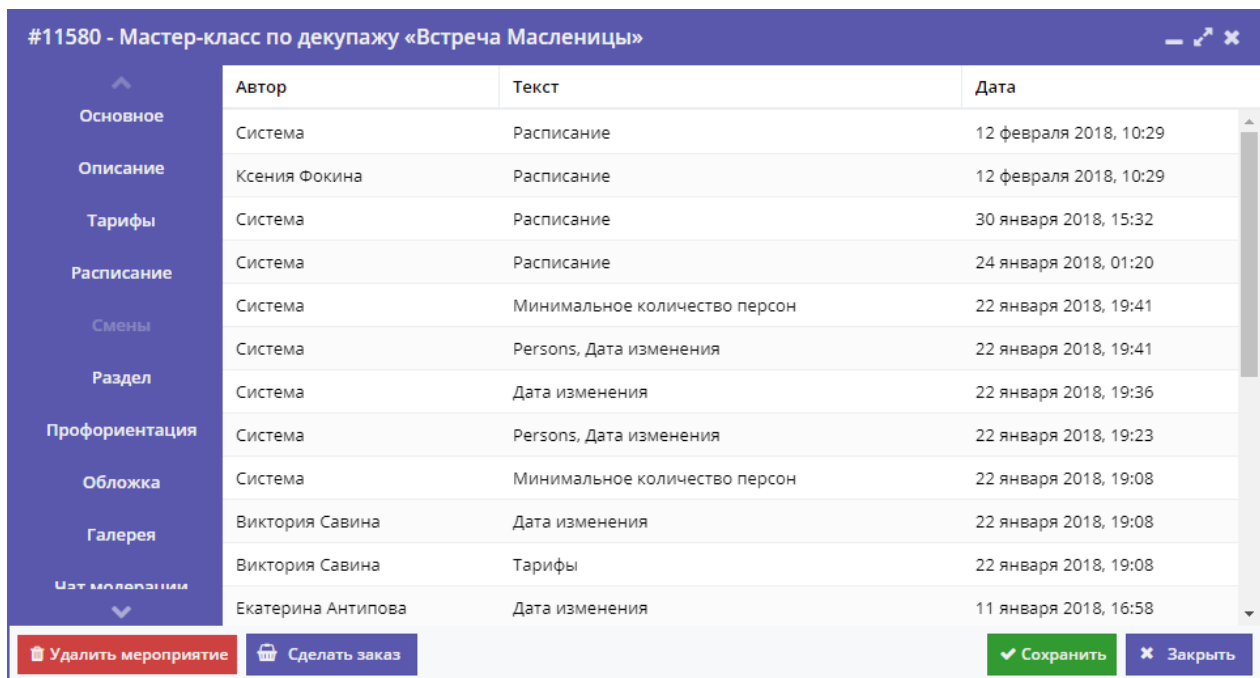 #11580 - Мастер-класс по декупажу «Встреча Масленицы»
Основное
Описание
Тарифы
Расписание
Смены
Раздел
Профориентация
Обложка
Галерея
Чат модерации
Автор Текст Дата
Система Расписание 12 февраля 2018, 10:29
Ксения Фокина Расписание 12 февраля 2018, 10:29
Система Расписание 30 января 2018, 15:32
Система Расписание 24 января 2018, 01:20
Система Минимальное количество персон 22 января 2018, 19:41
Система Persons, Дата изменения 22 января 2018, 19:41
Система Дата изменения 22 января 2018, 19:36
Система Persons, Дата изменения 22 января 2018, 19:23
Система Минимальное количество персон 22 января 2018, 19:08
Виктория Савина Дата изменения 22 января 2018, 19:08
Виктория Савина Тарифы 22 января 2018, 19:08
Екатерина Антипова Дата изменения 11 января 2018, 16:58
Удалить мероприятие Сделать заказ Сохранить Закрыть